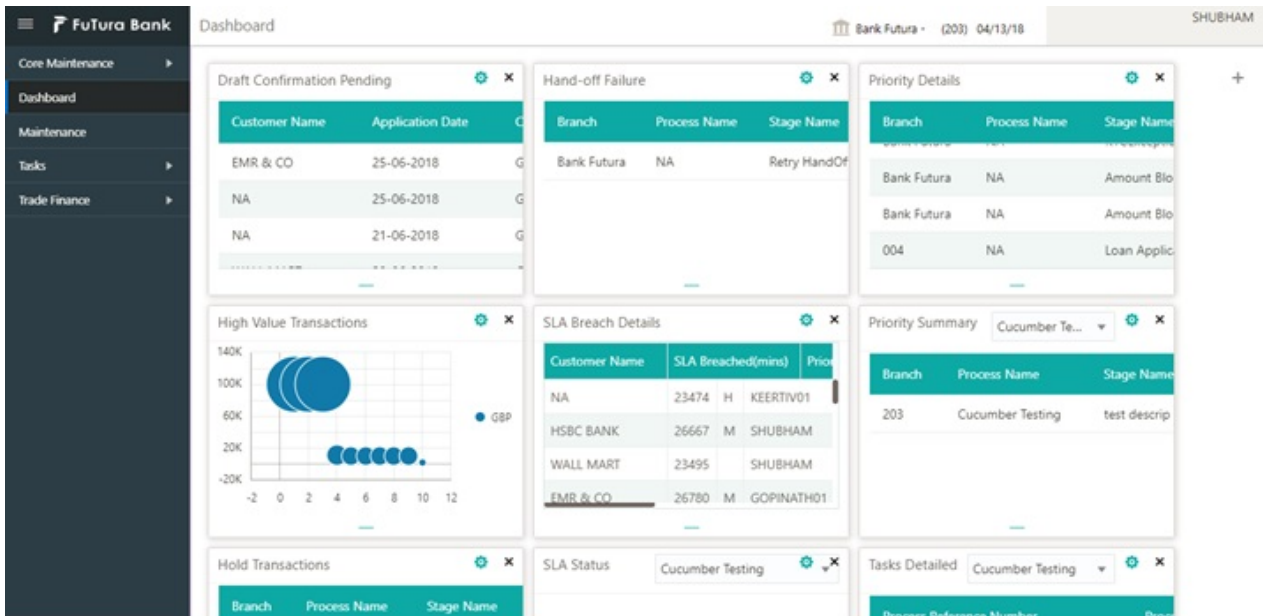 FuTura Bank
Dashboard
Bank Futura - (203) 04/13/18
SHUBHAM
Core Maintenance
Dashboard
Maintenance
Tasks
Trade Finance
Draft Confirmation Pending
Customer Name Application Date
EMR & CO 25-06-2018 G
NA 25-06-2018 G
NA 21-06-2018 G
Hand-off Failure
Branch Process Name Stage Name
Bank Futura NA Retry HandOf
Priority Details
Branch Process Name Stage Name
Bank Futura NA Amount Blo
Bank Futura NA Amount Blo
004 NA Loan Applic
High Value Transactions
140K
100K
60K
20K
-20K
-2 0 2 4 6 8 10 12
GBP
SLA Breach Details
Customer Name SLA Breached(mins) Prior
NA 23474 H KEERTIV01
HSBC BANK 26667 M SHUBHAM
WALL MART 23495 SHUBHAM
EMR & CO 26780 M GOPINATH01
Priority Summary Cucumber Te...
Branch Process Name Stage Name
203 Cucumber Testing test descrip
Hold Transactions
Branch Process Name Stage Name
SLA Status Cucumber Testing
Tasks Detailed Cucumber Testing
Process Reference Number Proc